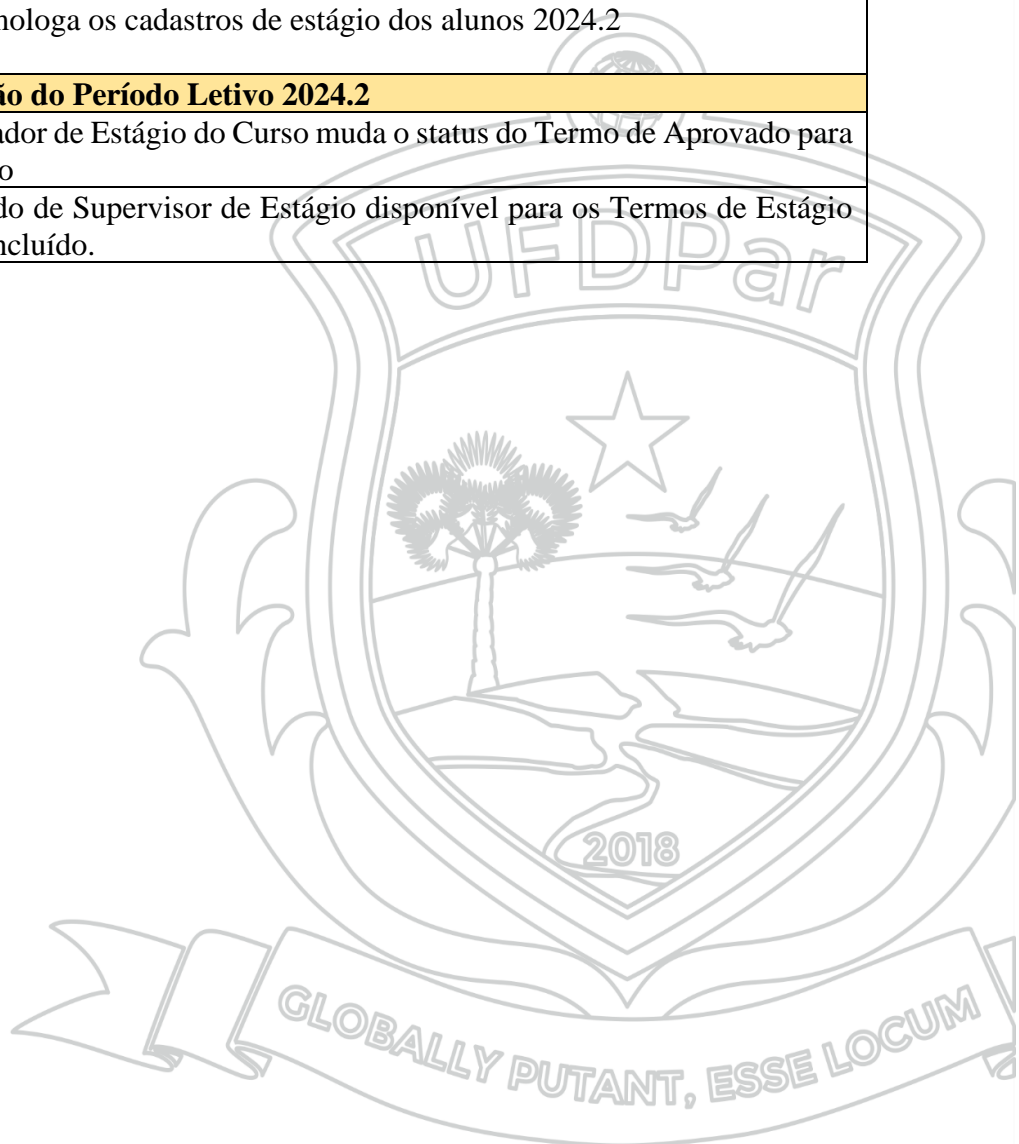 nologa os cadastros de estágio dos alunos 2024.2
ão do Período Letivo 2024.2
ador de Estágio do Curso muda o status do Termo de Aprovado para
o
do de Supervisor de Estágio disponível para os Termos de Estágio
ncluído.
UFDPar
2018
GLOBALLY PUTANT, ESSE LOCUM